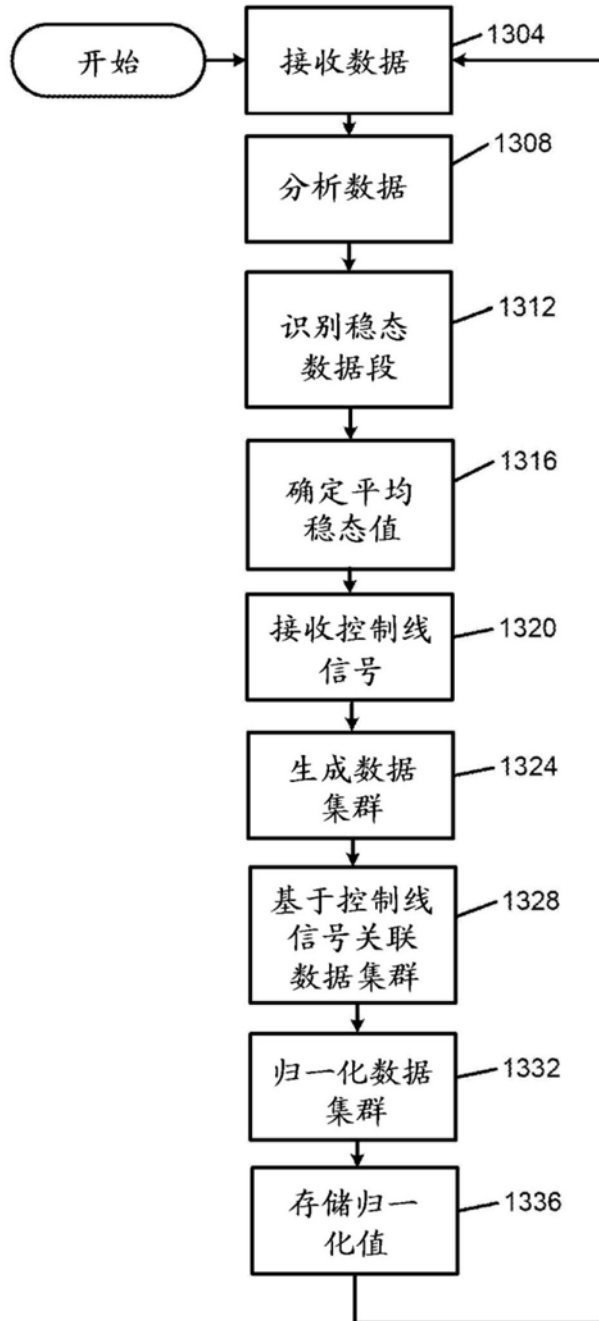 开始
接收数据
1304
分析数据
1308
识别稳态
数据段
1312
确定平均
稳态值
1316
接收控制线
信号
1320
生成数据
集群
1324
基于控制线
信号关联
数据集群
1328
归一化数据
集群
1332
存储归一
化值
1336